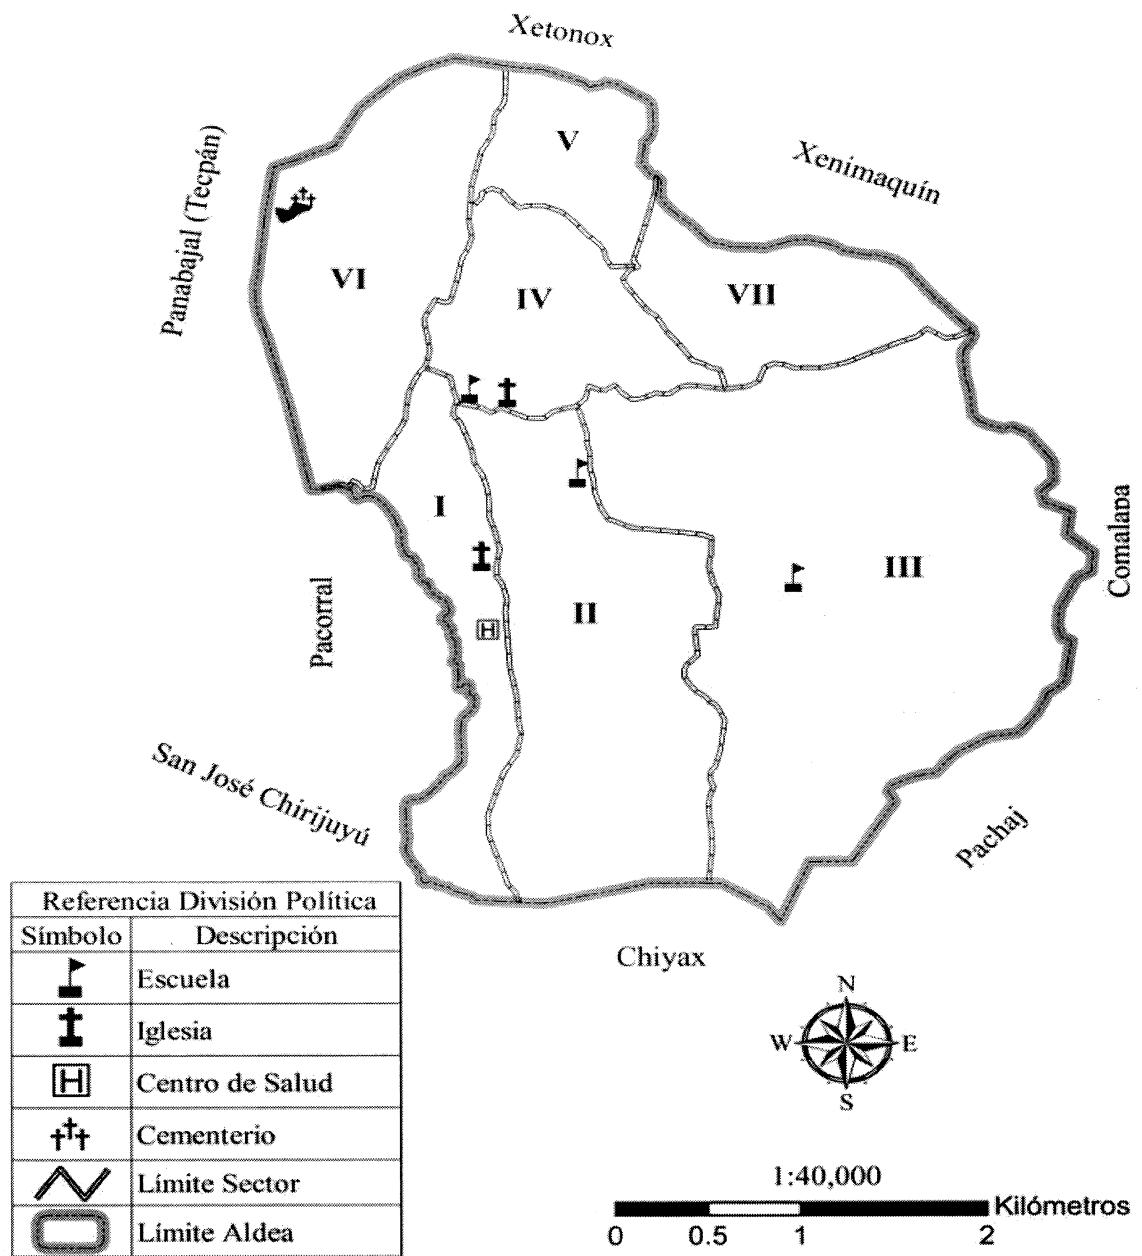 Xetonox
V
Xenimaquín
Panabajal (Tecpán)
VI
IV
VII
I
II
III
Pacorral
Comalapa
San José Chirijuyú
Pachaj
Chiyax
Referencia División Política
Símbolo Descripción
Escuela
Iglesia
H Centro de Salud
Cementerio
Límite Sector
Límite Aldea
H
N
W E
S
1:40,000
Kilómetros
0 0.5 1 2